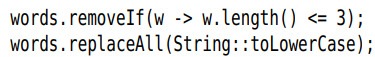 words.removeIf(w -> w.length() <= 3);
words.replaceAll(String::toLowerCase);